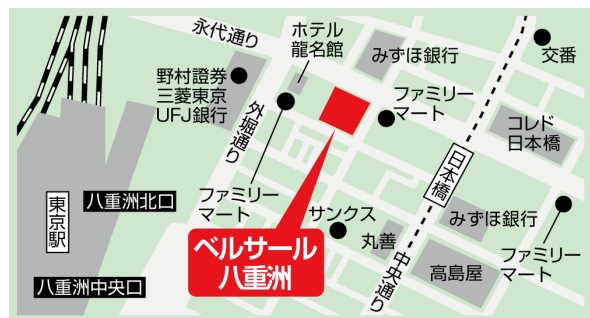 永代通り
ホテル
龍名館
みずほ銀行
交番
野村證券
三菱東京
UFJ銀行
外堀通り
ファミリー
マート
コレド
日本橋
日本橋
東京駅
八重洲北口
ファミリー
マート
サンクス
丸善
みずほ銀行
ベルサール
八重洲
中央通り
高島屋
ファミリー
マート
八重洲中央口